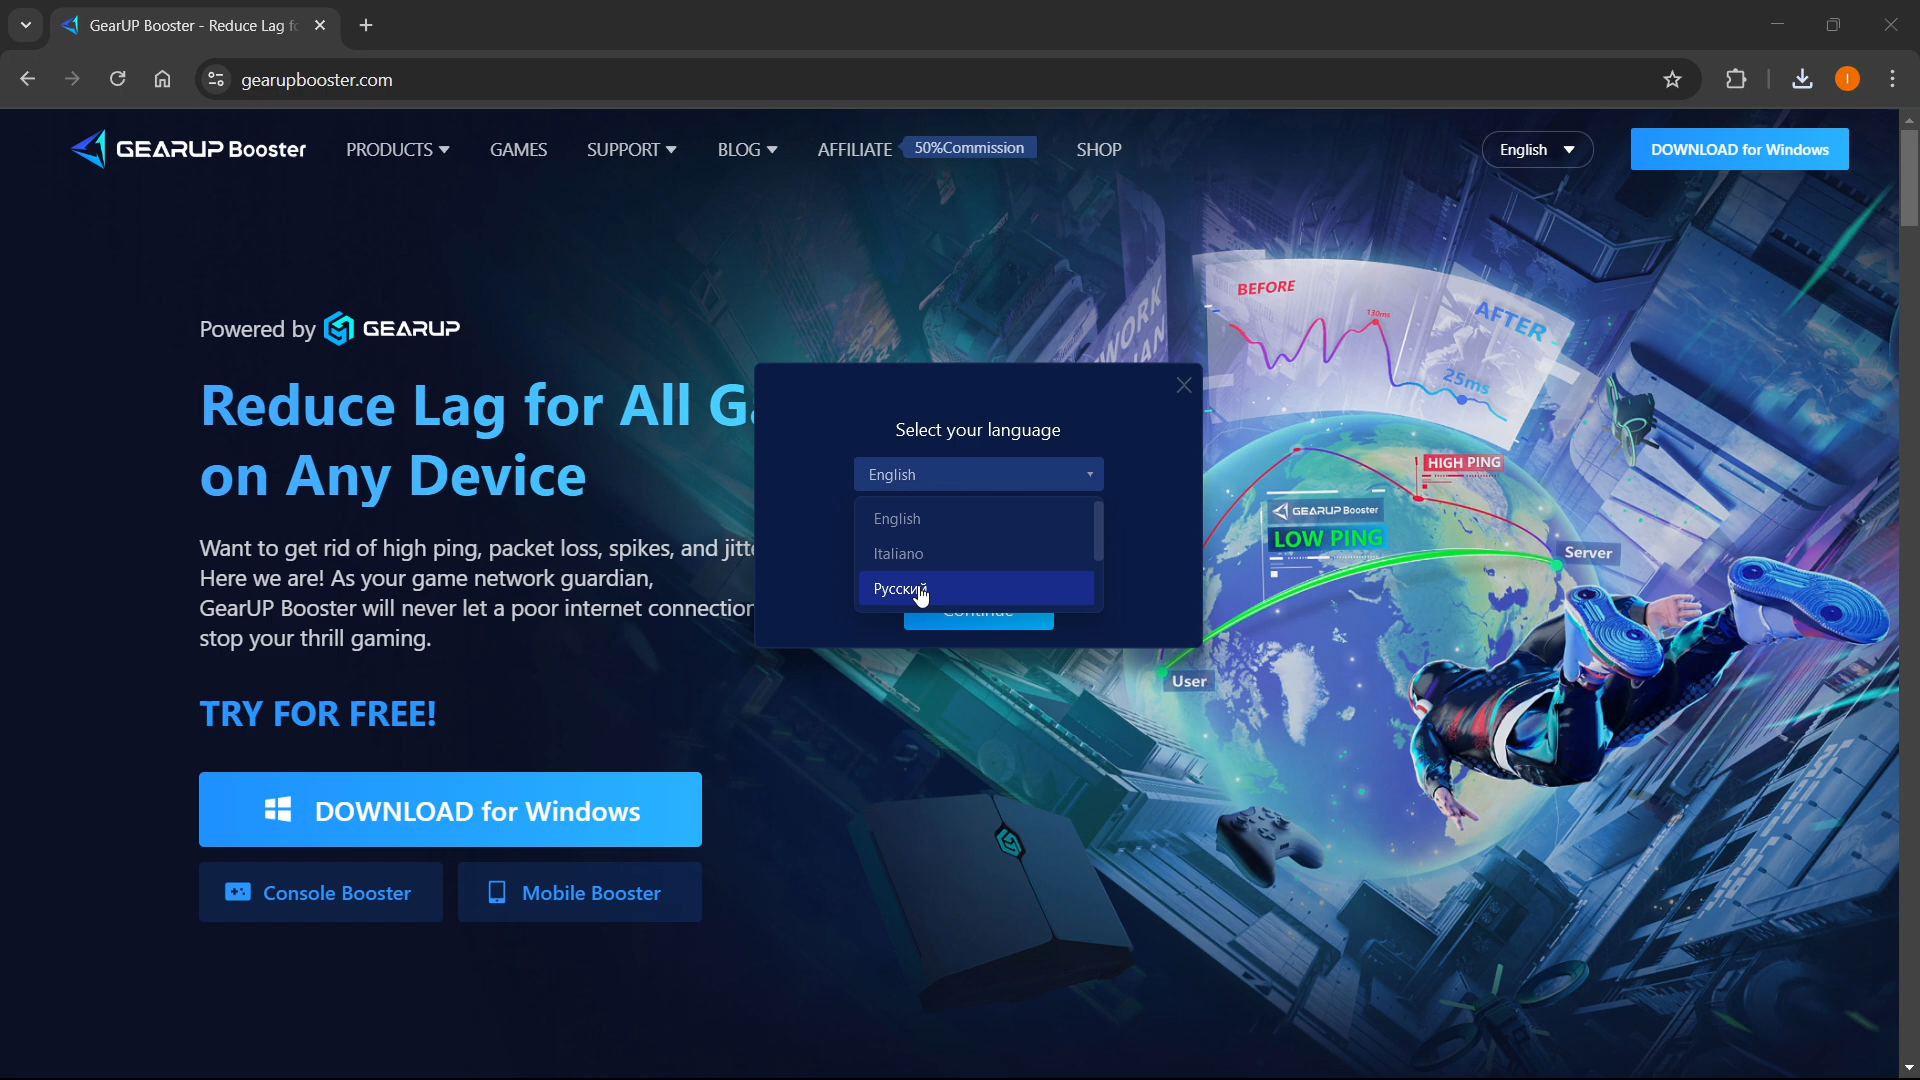 GearUP Booster - Reduce Lag f
gearupbooster.com
GEARUP Booster
PRODUCTS
GAMES
SUPPORT
BLOG
AFFILIATE
50%Commission
SHOP
English
DOWNLOAD for Windows
Powered by GEARUP
Reduce Lag for All G
on Any Device
Want to get rid of high ping, packet loss, spikes, and jitt
Here we are! As your game network guardian,
GearUP Booster will never let a poor internet connection
stop your thrill gaming.
TRY FOR FREE!
DOWNLOAD for Windows
Console Booster
Mobile Booster
Select your language
English
English
Italiano
Русский
Continue
BEFORE
130ms
AFTER
25ms
HIGH PING
GEARUP Booster
LOW PING
Server
User
I